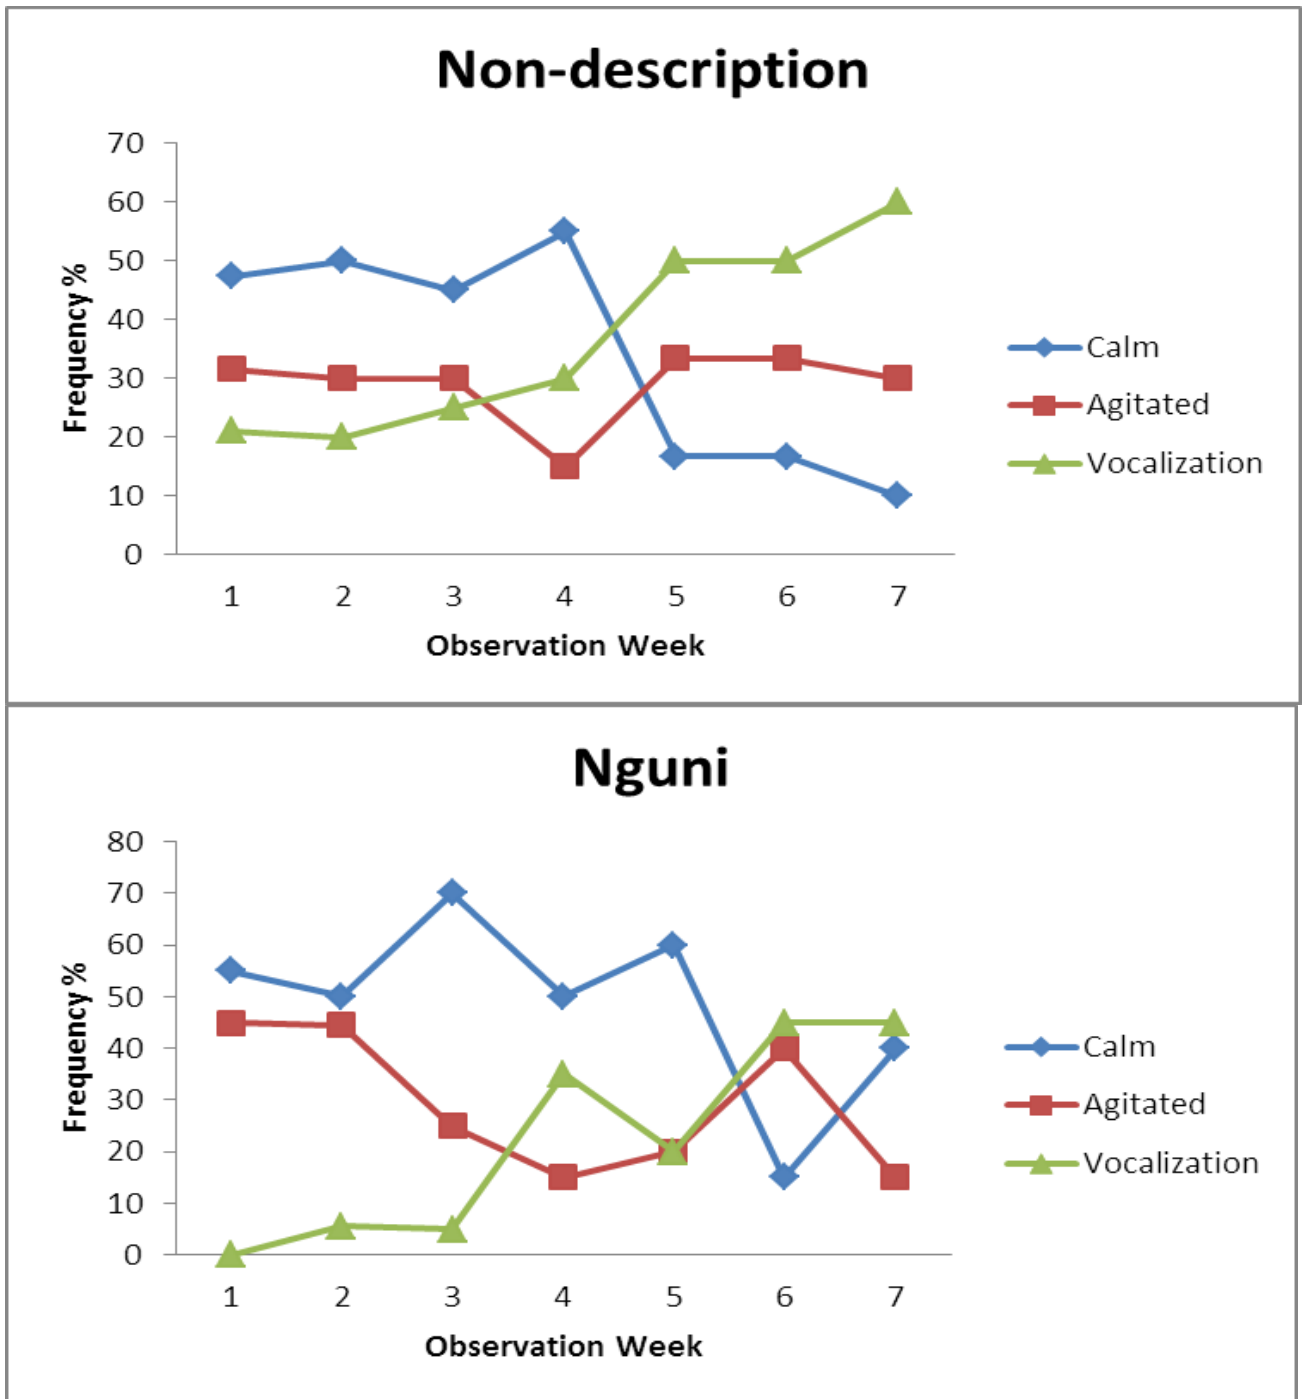 Non-description
70
60
50
40
30
20
10
0
Frequency %
1 2 3 4 5 6 7
Observation Week
Calm
Agitated
Vocalization
Nguni
80
70
60
50
40
30
20
10
0
Frequency %
1 2 3 4 5 6 7
Observation Week
Calm
Agitated
Vocalization